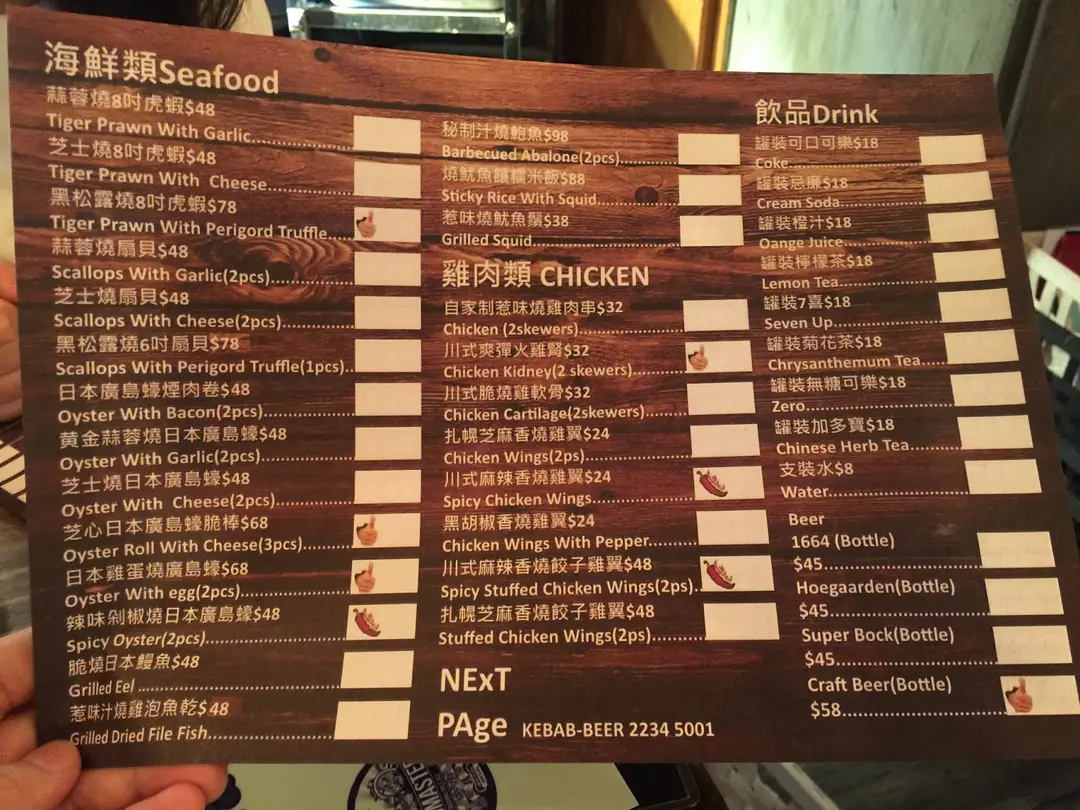 海鮮類Seafood
蒜蓉燒8吋虎蝦$48
Tiger Prawn With Garlic
芝士燒8吋虎蝦$48
Tiger Prawn With Cheese
黑松露燒8吋虎蝦$78
Tiger Prawn With Perigord Truffle
蒜蓉燒扇貝$48
Scallops With Garlic(2pcs)
芝士燒扇貝$48
Scallops With Cheese(2pcs)
黑松露燒6吋扇貝$78
Scallops With Perigord Truffle(1pcs)
日本廣島蠔煙肉卷$48
Oyster With Bacon(2pcs)
黃金蒜蓉燒日本廣島蠔$48
Oyster With Garlic(2pcs)
芝士燒日本廣島蠔$48
Oyster With Cheese(2pcs)
芝心日本廣島蠔脆棒$68
Oyster Roll With Cheese(3pcs)
日本雞蛋燒廣島蠔$68
Oyster With egg(2pcs)
辣味剁椒燒日本廣島蠔$48
Spicy Oyster(2pcs)
脆燒日本鰻魚$48
Grilled Eel
惹味汁燒雞泡魚乾$48
Grilled Dried File Fish
秘制汁燒鮑魚$98
Barbecued Abalone(2pcs)
燒魷魚釀糯米飯$88
Sticky Rice With Squid
惹味燒魷魚鬚$38
Grilled Squid
雞肉類 CHICKEN
自家制惹味燒雞肉串$32
Chicken (2skewers)
川式爽彈火雞腎$32
Chicken Kidney(2 skewers)
川式脆燒雞軟骨$32
Chicken Cartilage(2skewers)
扎幌芝麻香燒雞翼$24
Chicken Wings(2ps)
川式麻辣香燒雞翼$24
Spicy Chicken Wings
黑胡椒香燒雞翼$24
Chicken Wings With Pepper
川式麻辣香燒餃子雞翼$48
Spicy Stuffed Chicken Wings(2ps)
扎幌芝麻香燒餃子雞翼$48
Stuffed Chicken Wings(2ps)
NExT
PAge KEBAB-BEER 2234 5001
飲品Drink
罐裝可口可樂$18
Coke
罐裝忌廉$18
Cream Soda
罐裝橙汁$18
Oange Juice
罐裝檸檬茶$18
Lemon Tea
罐裝7喜$18
Seven Up
罐裝菊花茶$18
Chrysanthemum Tea
罐裝無糖可樂$18
Zero
罐裝加多寶$18
Chinese Herb Tea
支裝水$8
Water
Beer
1664 (Bottle)
$45
Hoegaarden(Bottle)
$45
Super Bock(Bottle)
$45
Craft Beer(Bottle)
$58